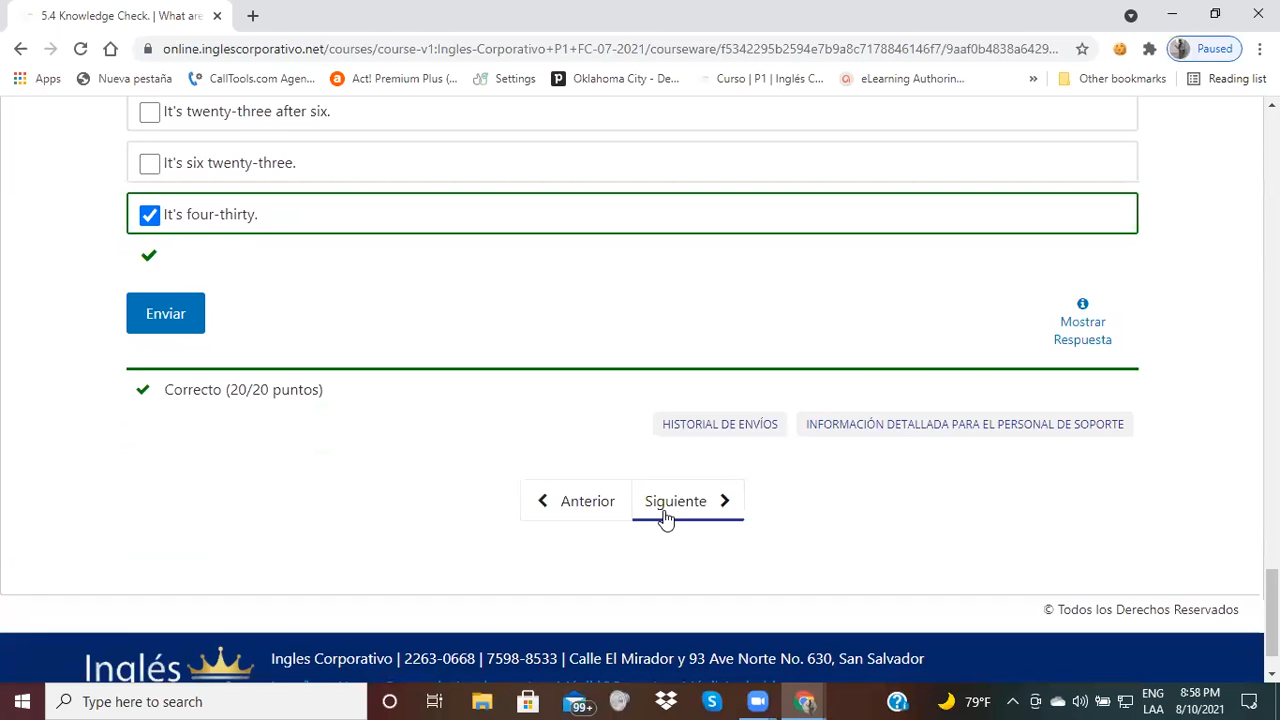 5.4 Knowledge Check. | What are
online.inglescorporativo.net/courses/course-v1:Ingles-Corporativo+P1+FC-07-2021/courseware/f5342295b2594e7b9a8c7178846146f7/9aaf0b4838a6429...
Paused
Apps
Nueva pestaña
CallTools.com Agen...
Act! Premium Plus (...
Settings
Oklahoma City - De...
Curso | P1 | Inglés C...
eLearning Authorin...
»
Other bookmarks
Reading list
It's twenty-three after six.
It's six twenty-three.
It's four-thirty.
Enviar
Mostrar
Respuesta
Correcto (20/20 puntos)
HISTORIAL DE ENVÍOS
INFORMACIÓN DETALLADA PARA EL PERSONAL DE SOPORTE
Anterior
Siguiente
© Todos los Derechos Reservados
Inglés
Ingles Corporativo | 2263-0668 | 7598-8533 | Calle El Mirador y 93 Ave Norte No. 630, San Salvador
Type here to search
99+
79°F
ENG
LAA
8:58 PM
8/10/2021